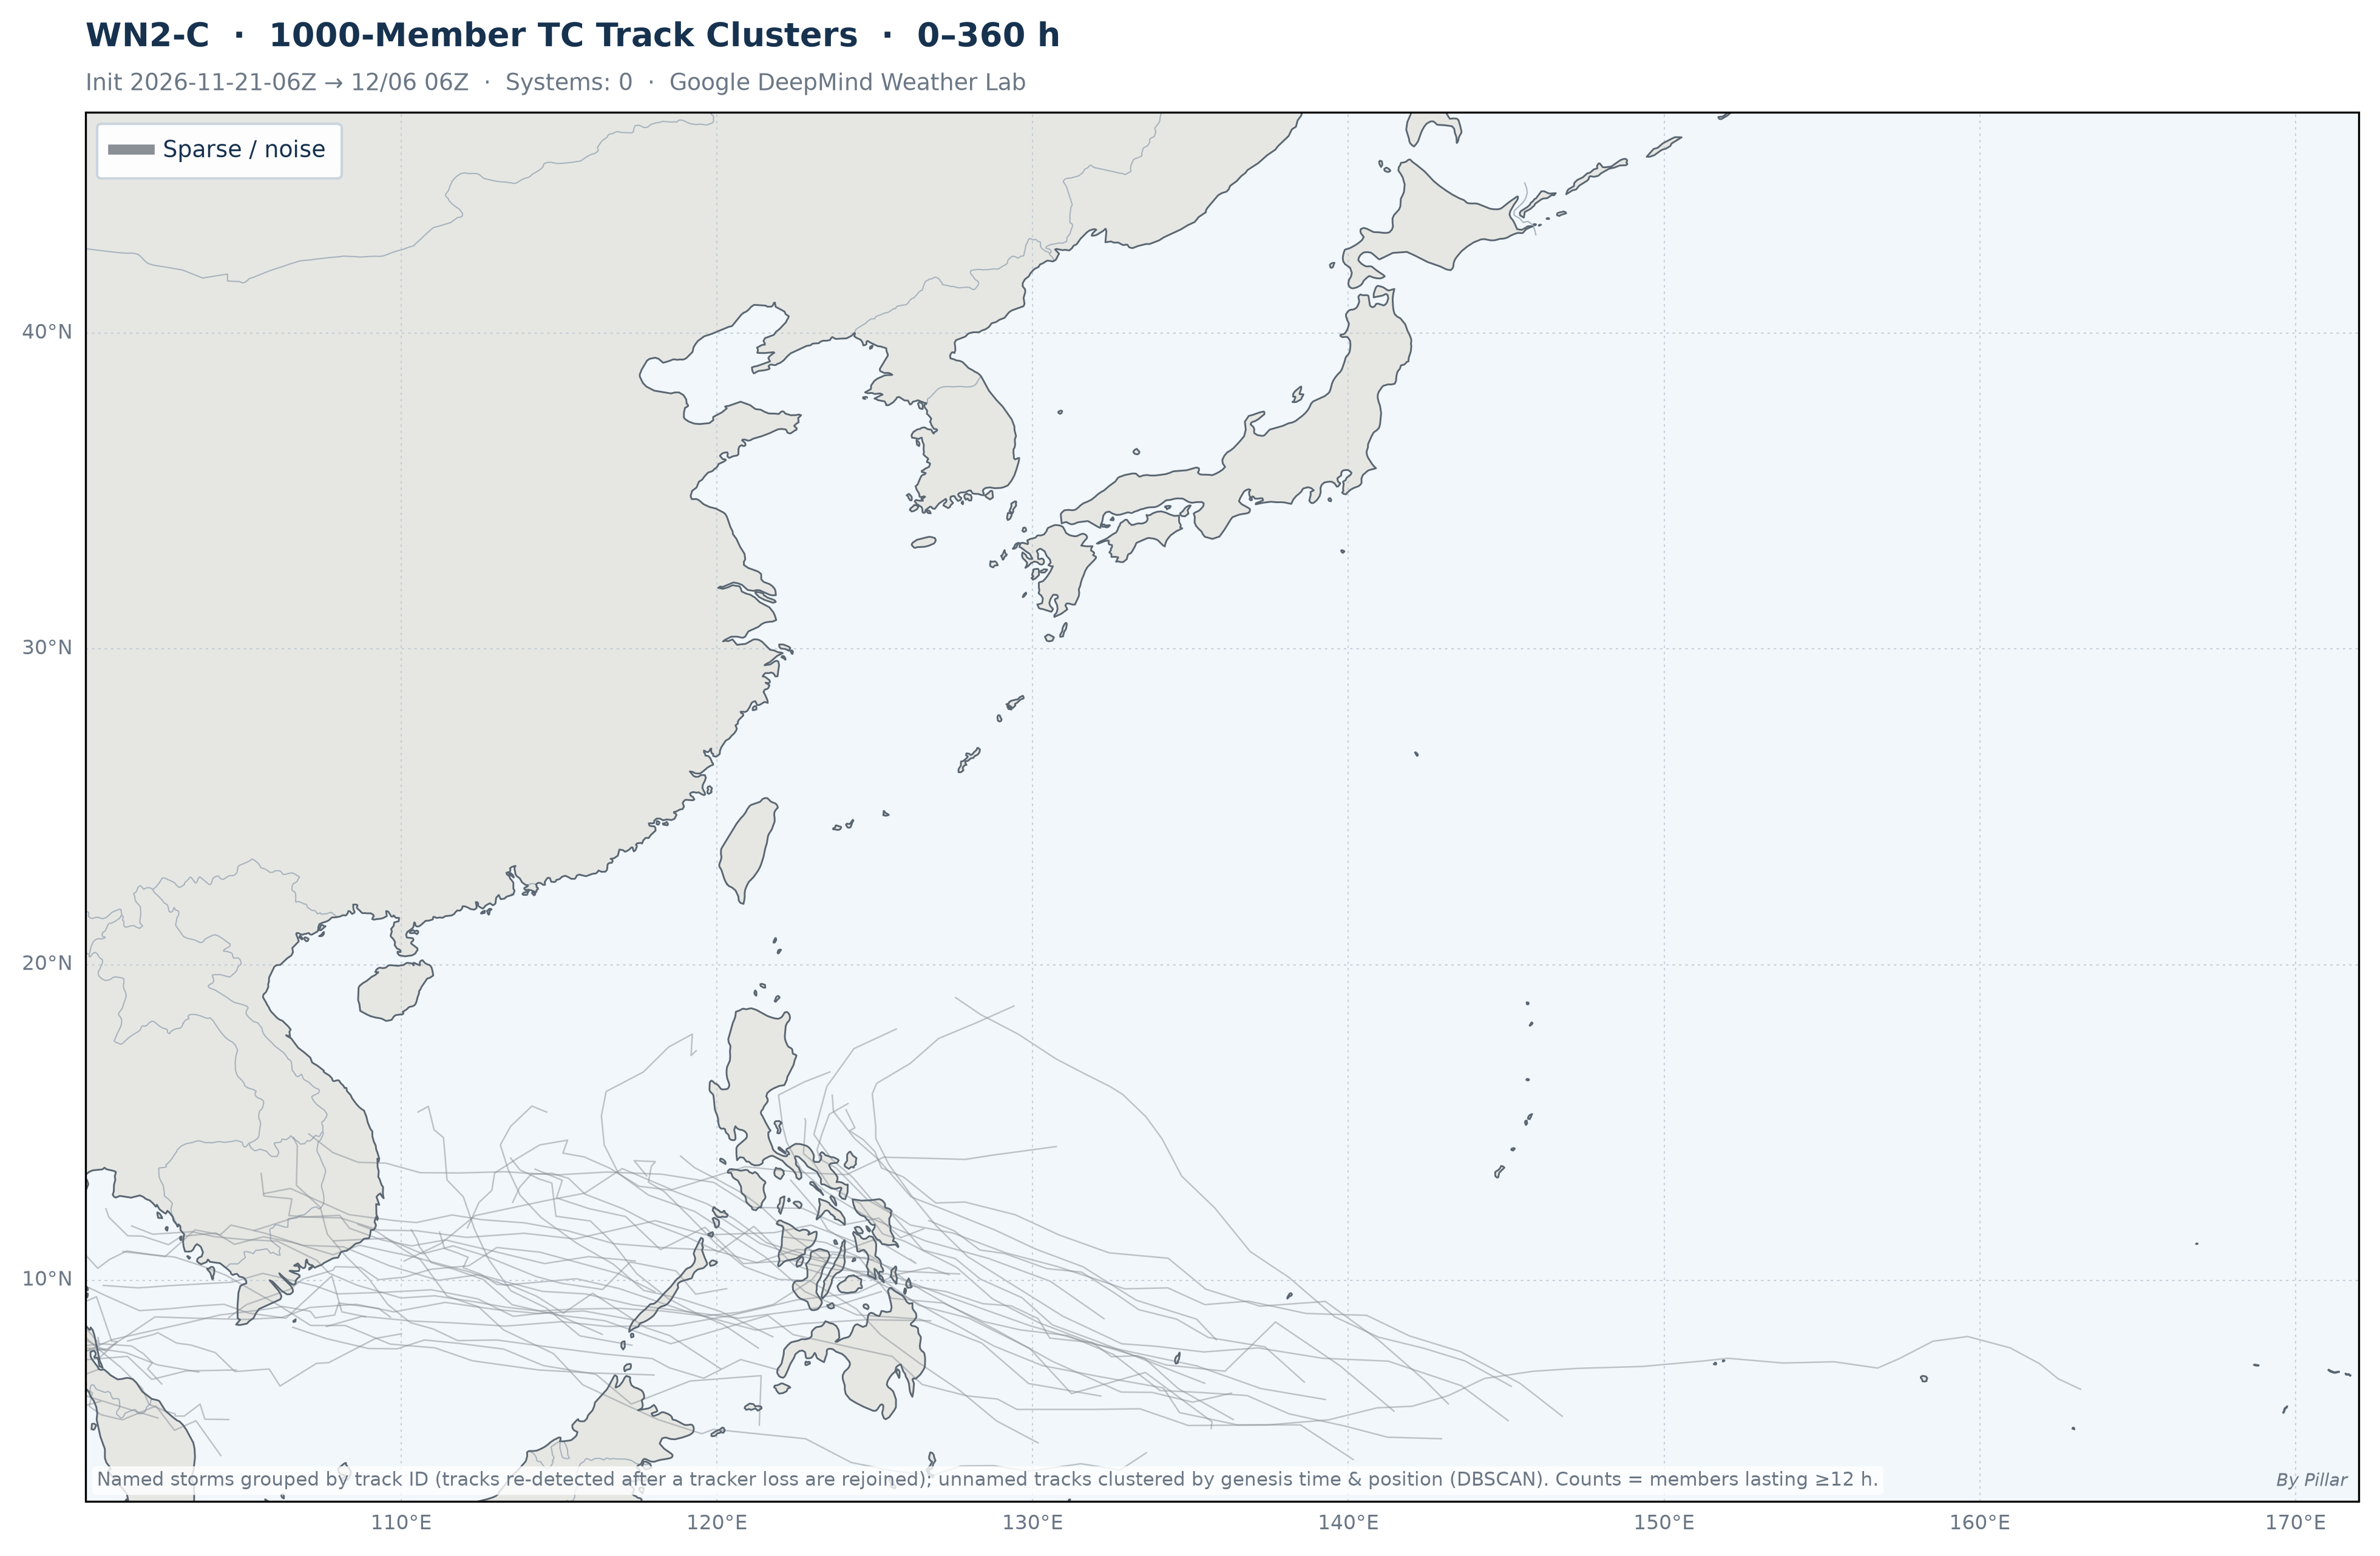 WN2-C · 1000-Member TC Track Clusters · 0–360 h
Init 2026-11-21-06Z → 12/06 06Z · Systems: 0 · Google DeepMind Weather Lab
Sparse / noise
40°N
30°N
20°N
10°N
Named storms grouped by track ID (tracks re-detected after a tracker loss are rejoined); unnamed tracks clustered by genesis time & position (DBSCAN). Counts = members lasting ≥12 h.
By Pillar
110°E
120°E
130°E
140°E
150°E
160°E
170°E